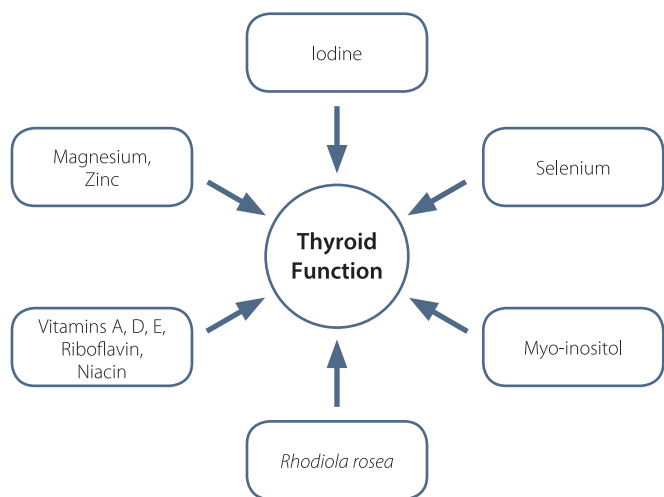 Iodine
Magnesium,
Zinc
Selenium
Thyroid
Function
Vitamins A, D, E,
Riboflavin,
Niacin
Myo-inositol
Rhodiola rosea